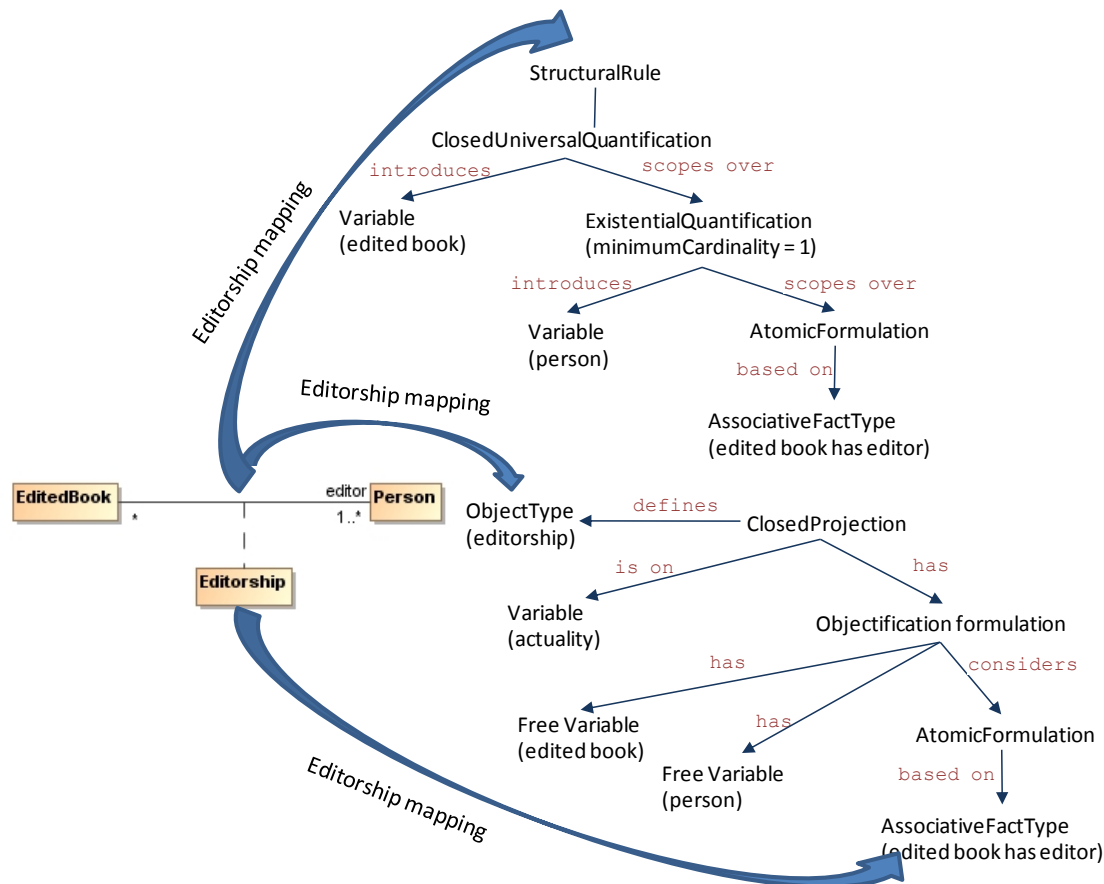 StructuralRule
ClosedUniversalQuantification
introduces
scopes over
Variable
(edited book)
ExistentialQuantification
(minimumCardinality = 1)
Editorship mapping
introduces
scopes over
Variable
(person)
AtomicFormulation
based on
Editorship mapping
AssociativeFactType
(edited book has editor)
EditedBook
*
editor
1..*
Person
ObjectType
(editorship)
defines
ClosedProjection
Editorship
is on
has
Variable
(actuality)
Objectification formulation
has
considers
has
Free Variable
(edited book)
AtomicFormulation
Free Variable
(person)
based on
Editorship mapping
AssociativeFactType
(edited book has editor)